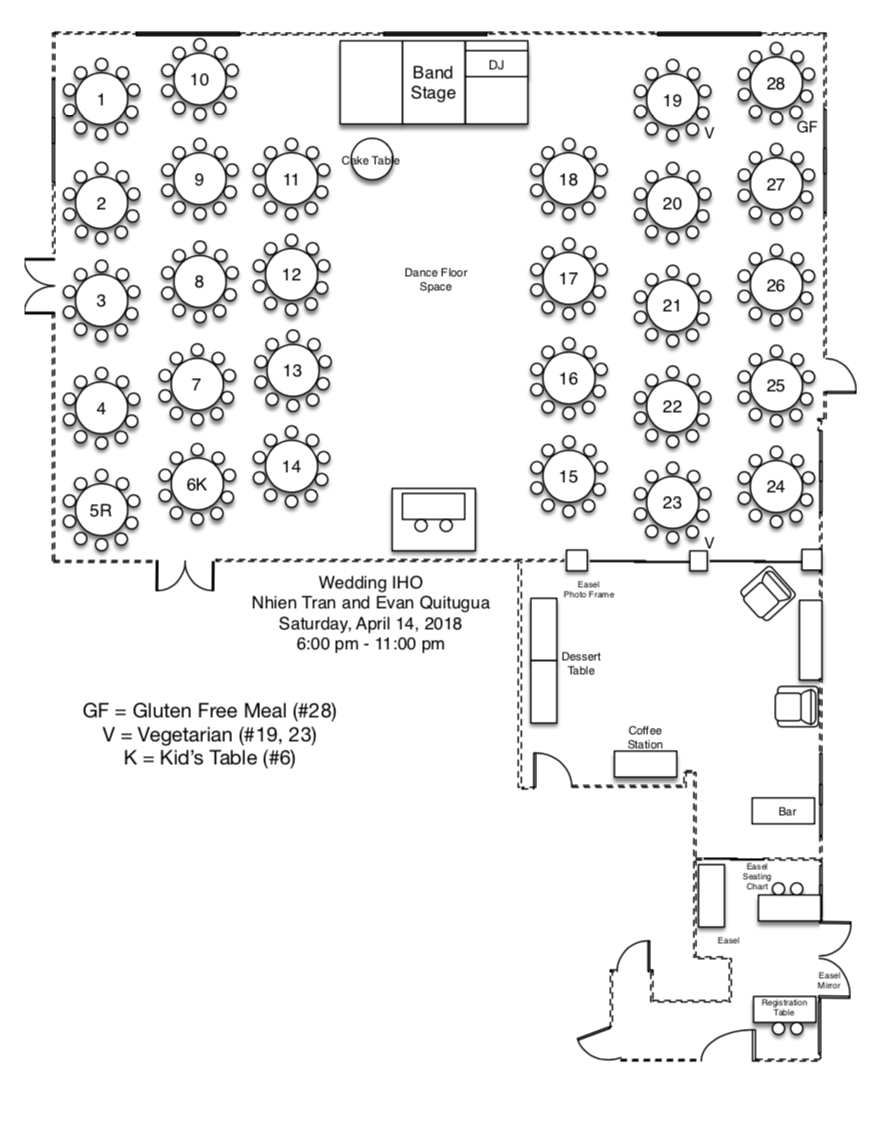 10
Band
Stage
DJ
28
1
19
V
GF
Cake Table
9
11
18
27
2
20
8
12
Dance Floor
Space
17
26
3
21
7
13
16
25
4
22
6K
14
15
24
5R
23
V
Wedding IHO
Nhien Tran and Evan Quitugua
Saturday, April 14, 2018
6:00 pm - 11:00 pm
Easel
Photo Frame
Dessert
Table
GF = Gluten Free Meal (#28)
V = Vegetarian (#19, 23)
K = Kid's Table (#6)
Coffee
Station
Bar
Easel
Seating
Chart
Easel
Easel
Mirror
Registration
Table